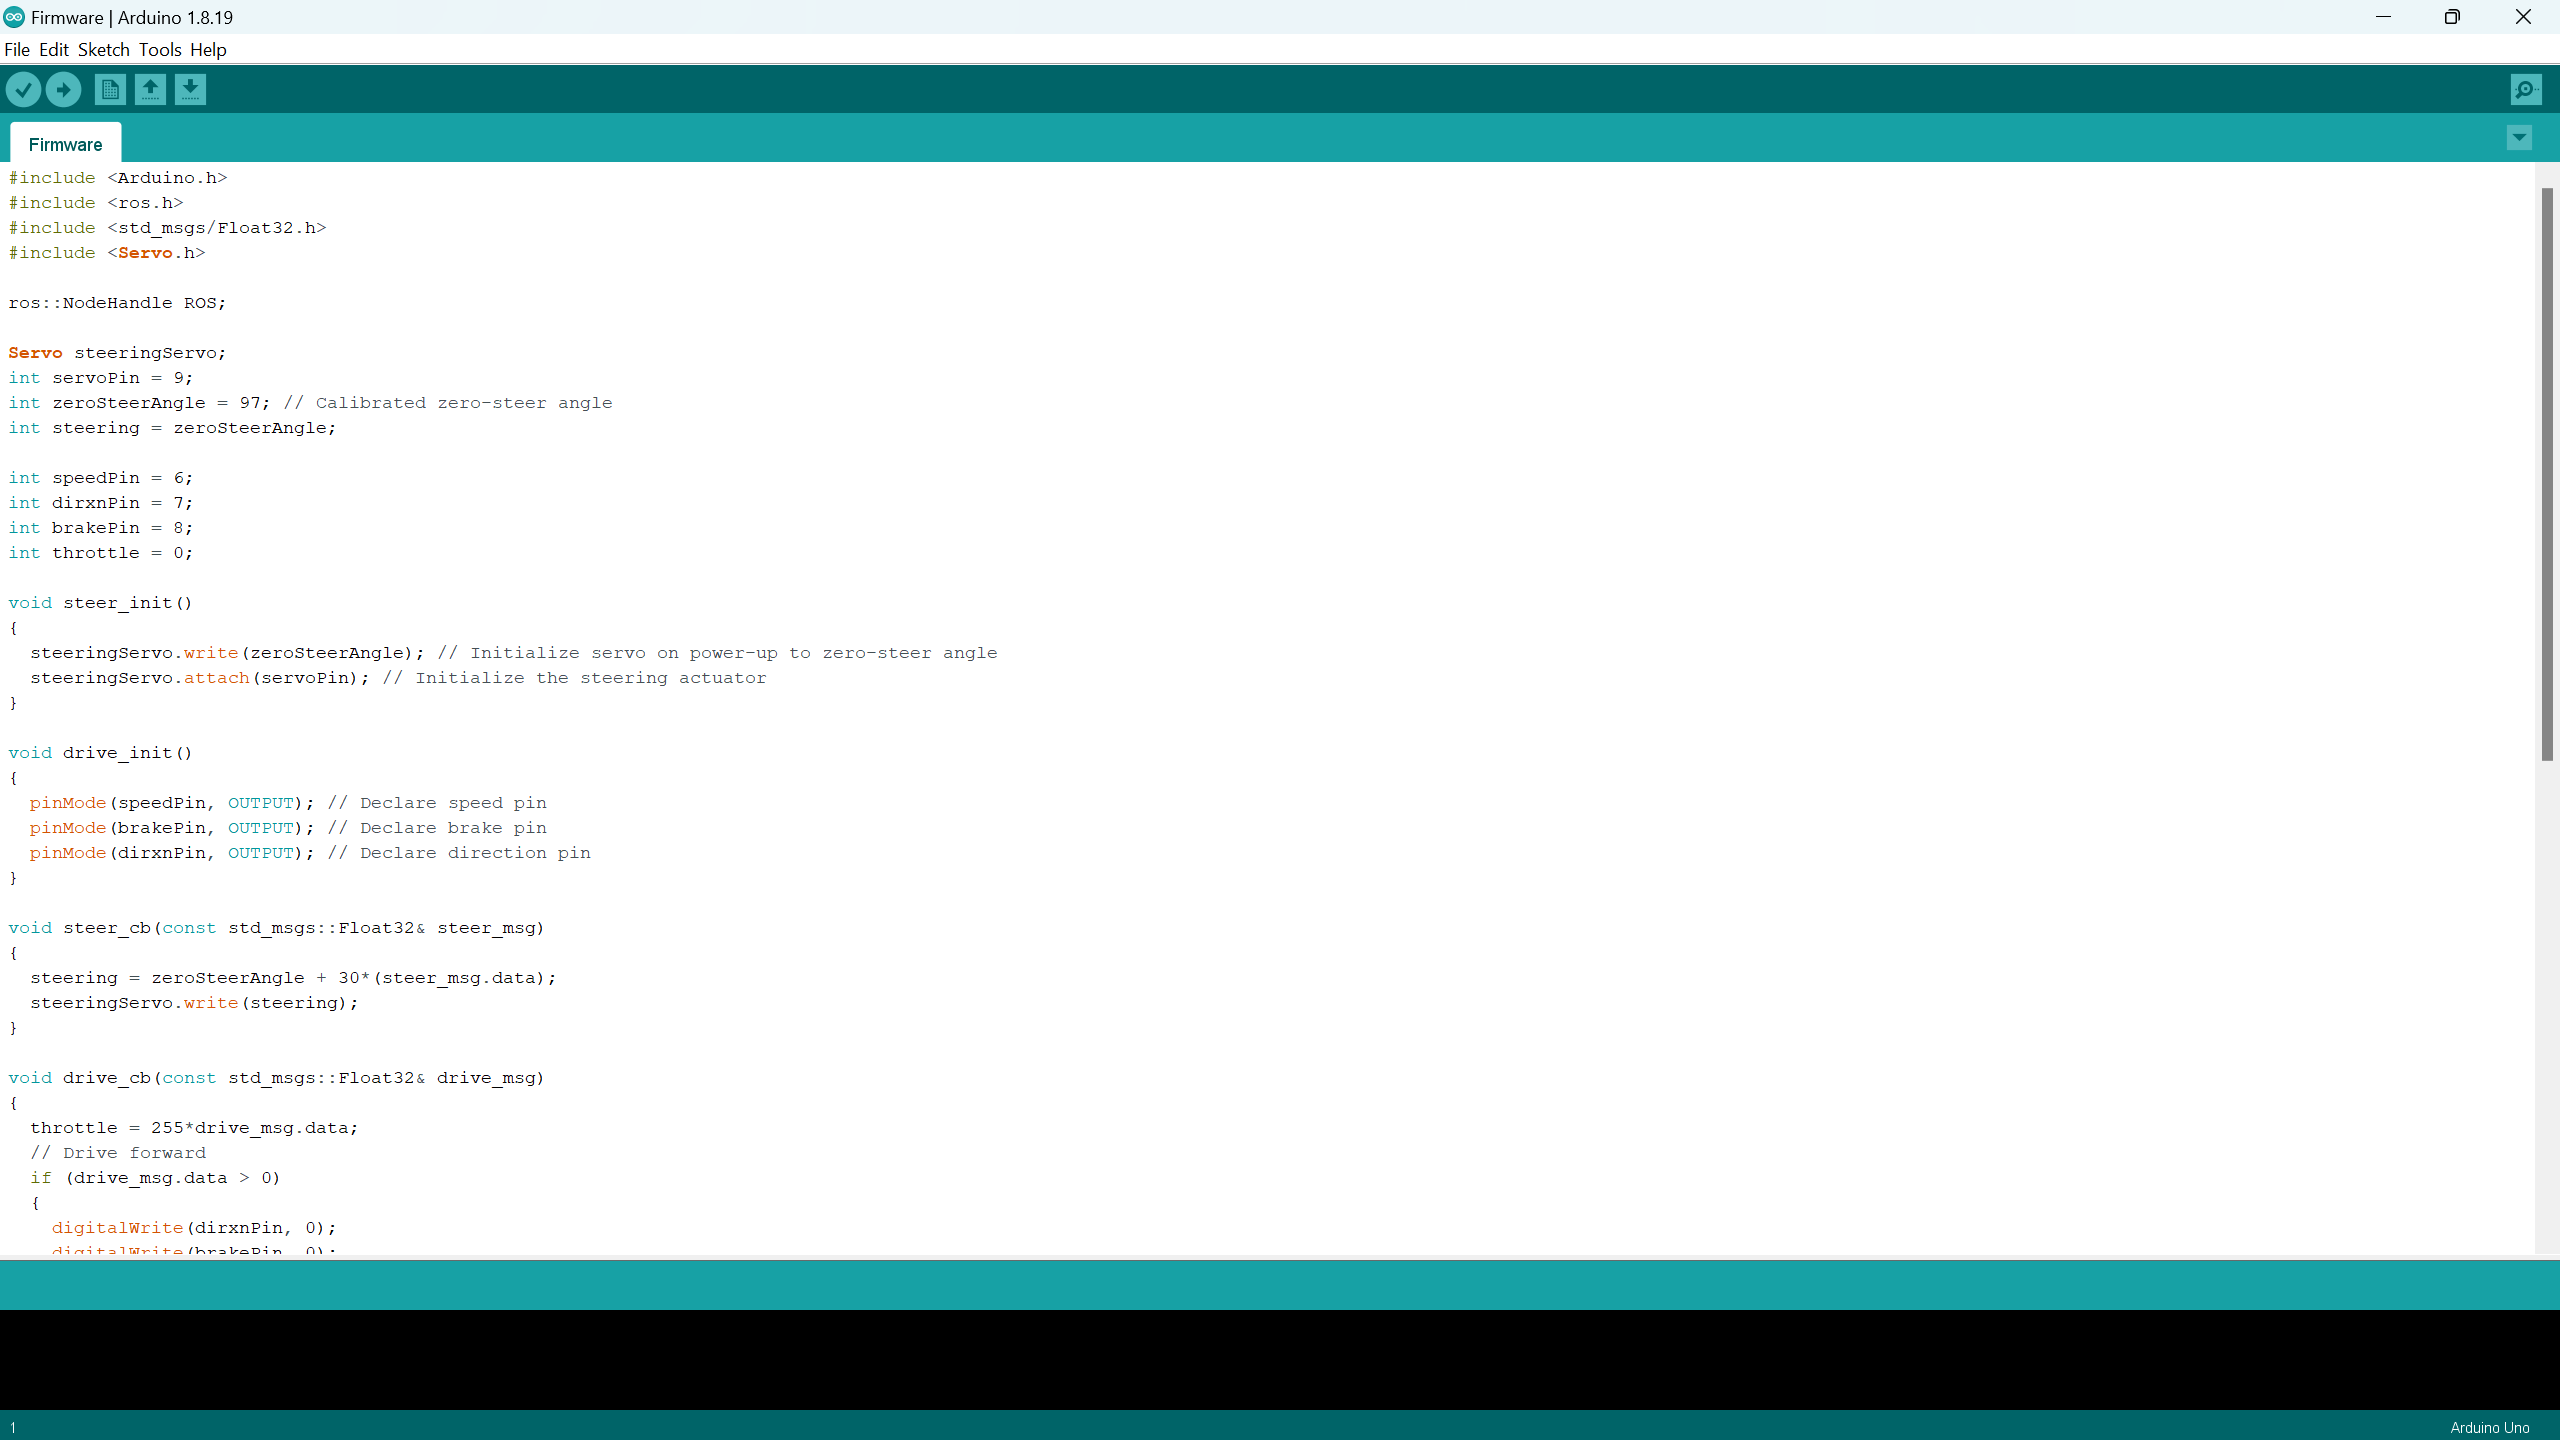 Firmware | Arduino 1.8.19
File Edit Sketch Tools Help
Firmware
#include <Arduino.h>
#include <ros.h>
#include <std_msgs/Float32.h>
#include <Servo.h>
ros::NodeHandle ROS;
Servo steeringServo;
int servoPin = 9;
int zeroSteerAngle = 97; // Calibrated zero-steer angle
int steering = zeroSteerAngle;
int speedPin = 6;
int dirxnPin = 7;
int brakePin = 8;
int throttle = 0;
void steer_init()
{
  steeringServo.write(zeroSteerAngle); // Initialize servo on power-up to zero-steer angle
  steeringServo.attach(servoPin); // Initialize the steering actuator
}
void drive_init()
{
  pinMode(speedPin, OUTPUT); // Declare speed pin
  pinMode(brakePin, OUTPUT); // Declare brake pin
  pinMode(dirxnPin, OUTPUT); // Declare direction pin
}
void steer_cb(const std_msgs::Float32& steer_msg)
{
  steering = zeroSteerAngle + 30*(steer_msg.data);
  steeringServo.write(steering);
}
void drive_cb(const std_msgs::Float32& drive_msg)
{
  throttle = 255*drive_msg.data;
  // Drive forward
  if (drive_msg.data > 0)
  {
    digitalWrite(dirxnPin, 0);
    digitalWrite(brakePin, 0);
1
Arduino Uno